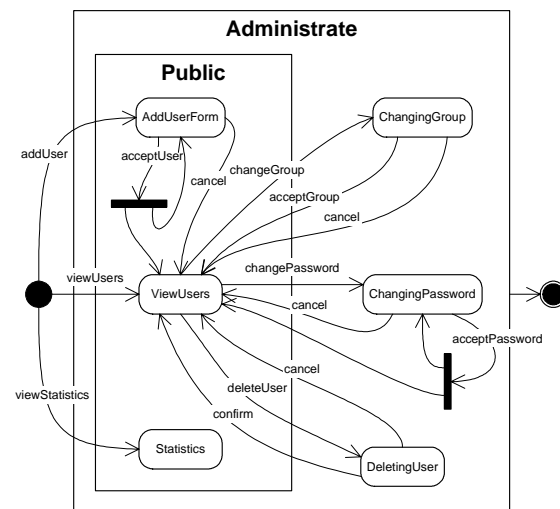 Administrate
Public
AddUserForm
ChangingGroup
addUser
acceptUser
cancel
changeGroup
acceptGroup
cancel
viewUsers
changePassword
ViewUsers
ChangingPassword
cancel
acceptPassword
cancel
deleteUser
viewStatistics
confirm
Statistics
DeletingUser